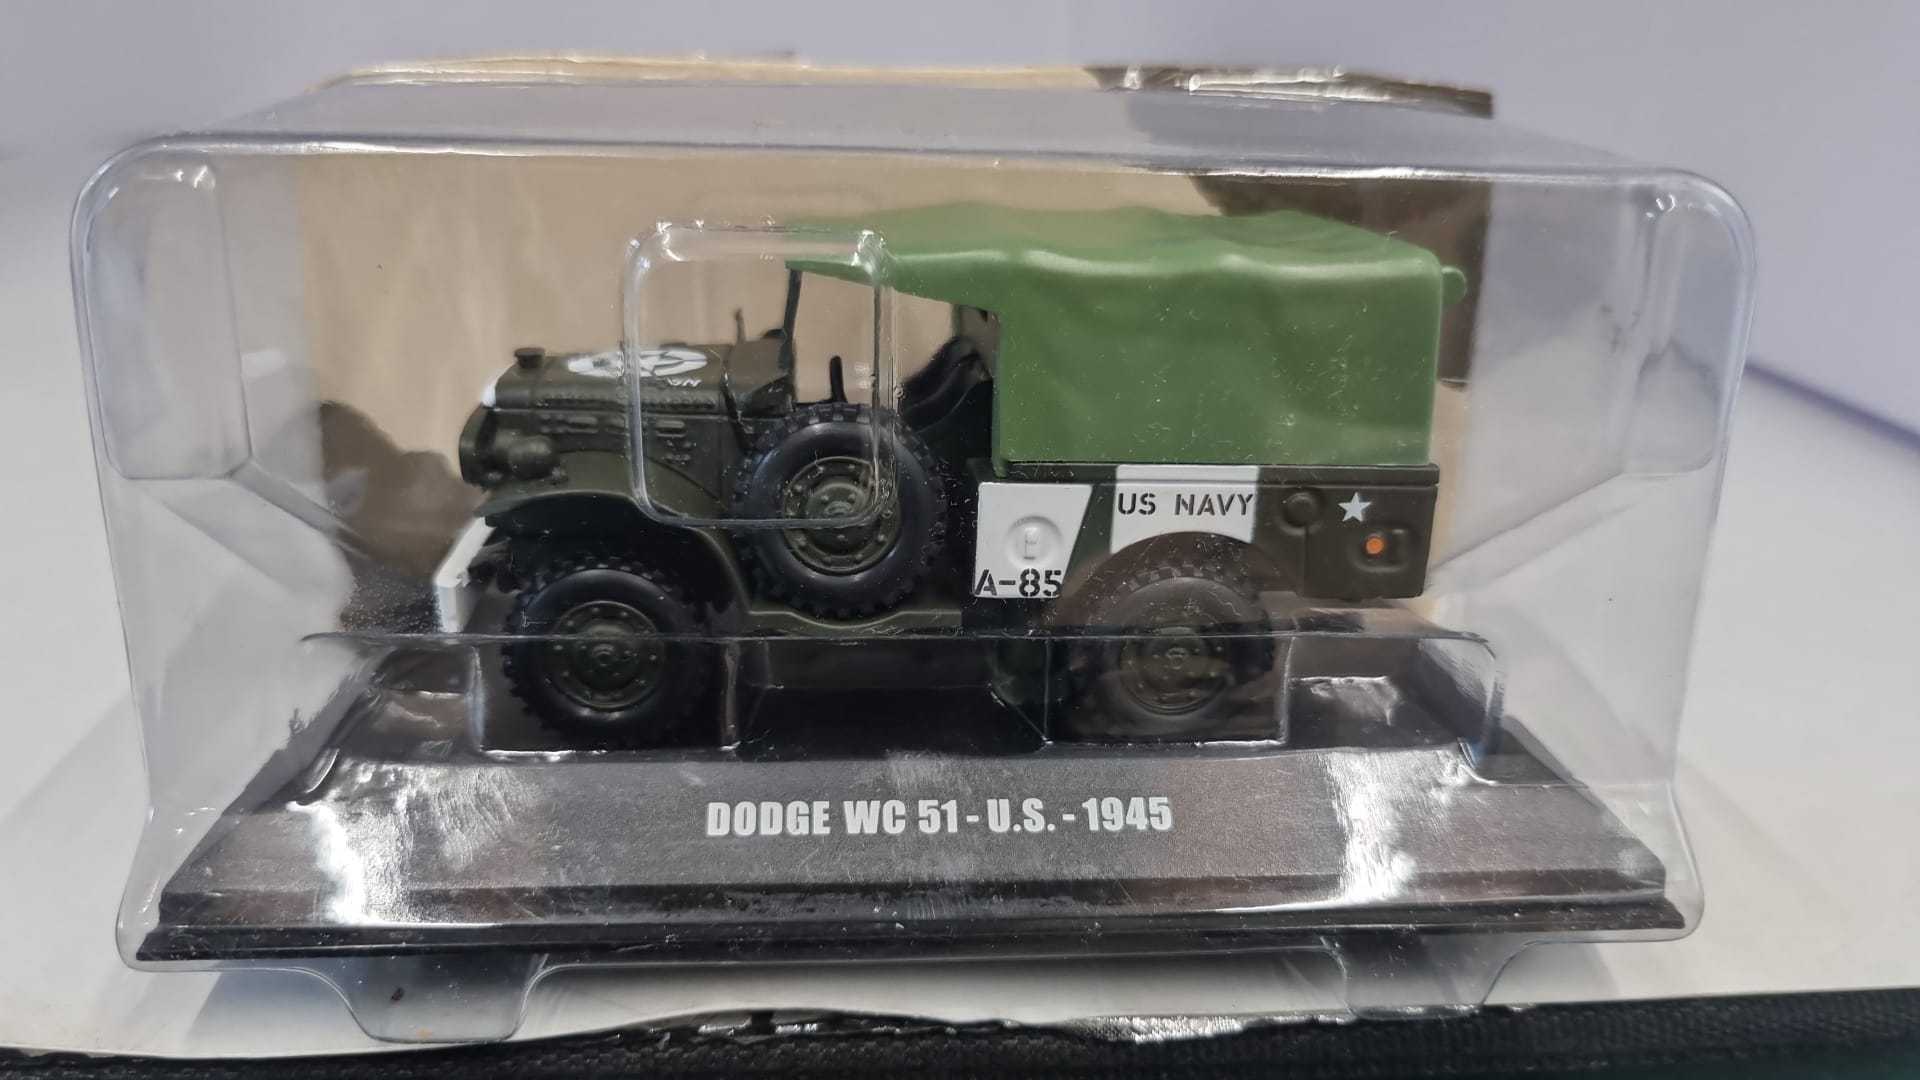 US NAVY
A-85
DODGE WC 51 - U.S. - 1945